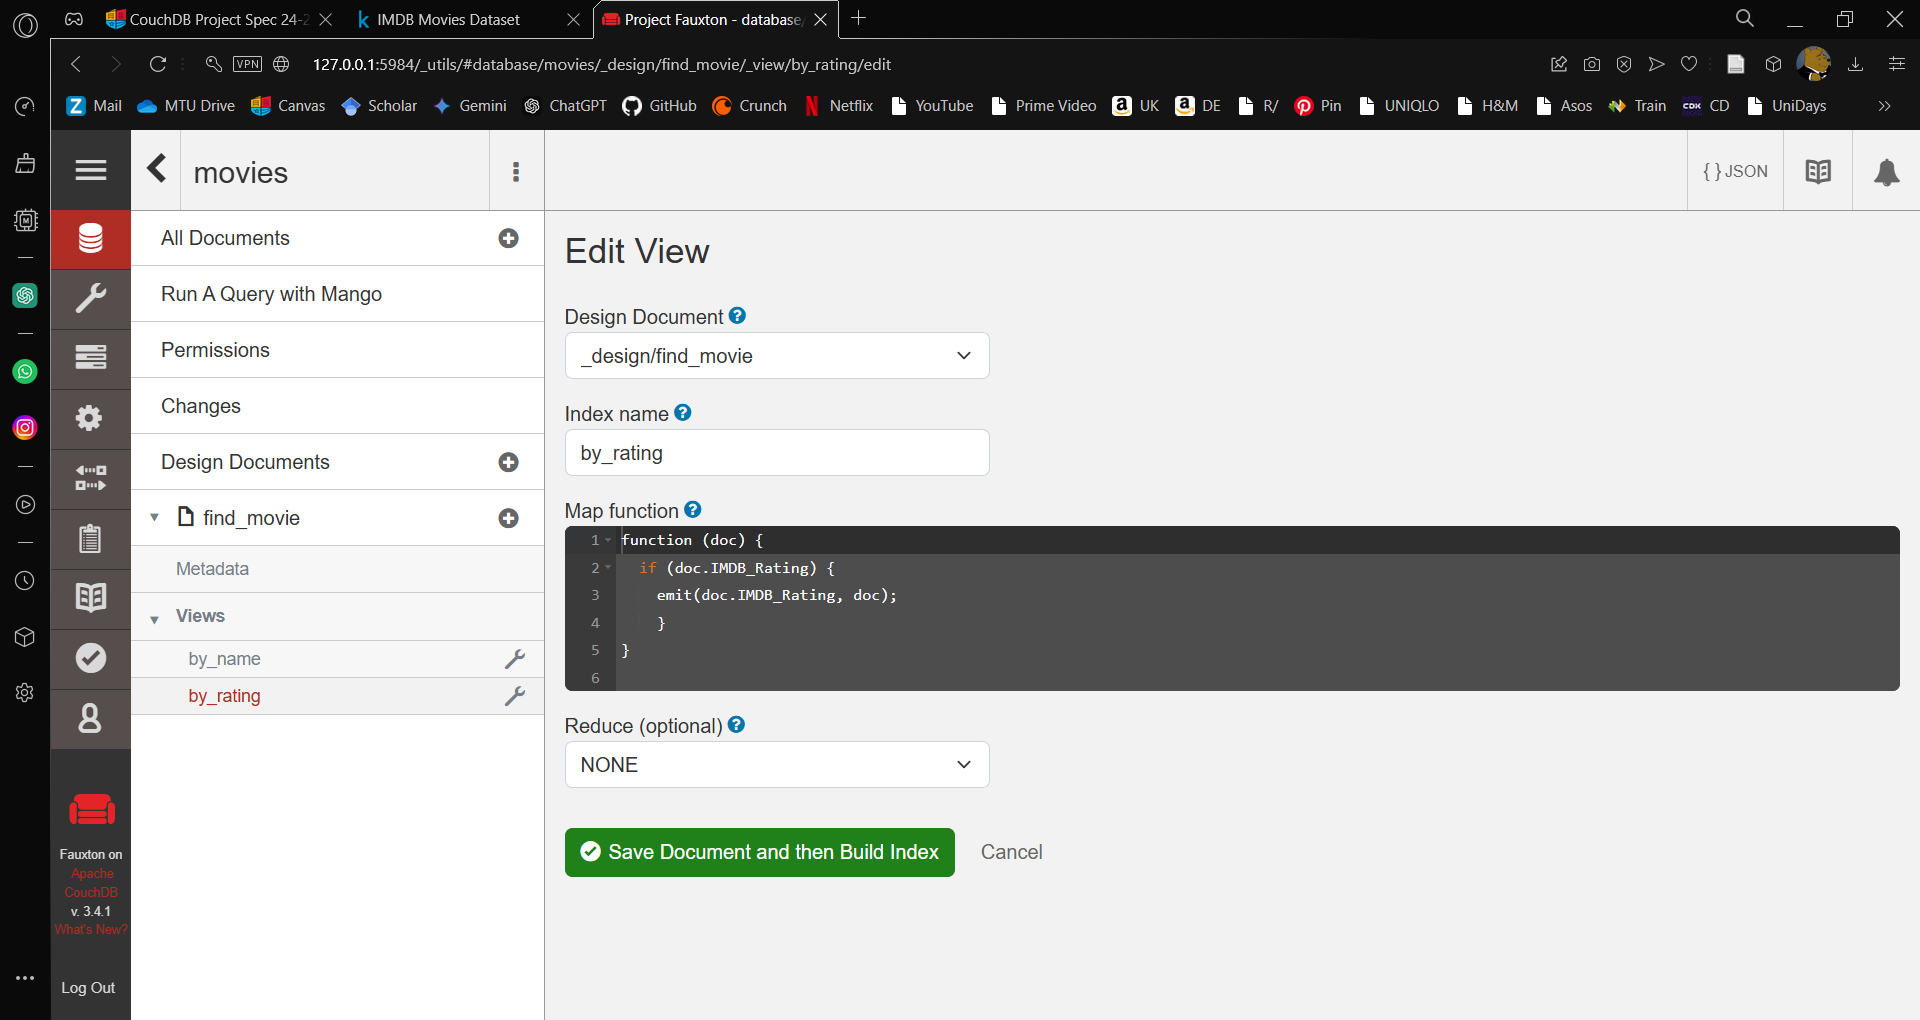 CouchDB Project Spec 24-2
IMDB Movies Dataset
Project Fauxton - database/
VPN
127.0.0.1:5984/_utils/#database/movies/_design/find_movie/_view/by_rating/edit
Mail
MTU Drive
Canvas
Scholar
Gemini
ChatGPT
GitHub
Crunch
Netflix
YouTube
Prime Video
UK
DE
R/
Pin
UNIQLO
H&M
Asos
Train
CD
UniDays
movies
{ } JSON
All Documents
Run A Query with Mango
Permissions
Changes
Design Documents
find_movie
Metadata
Views
by_name
by_rating
Edit View
Design Document
_design/find_movie
Index name
by_rating
Map function
1 function (doc) {
2 if (doc.IMDB_Rating) {
3 emit(doc.IMDB_Rating, doc);
4 }
5 }
6
Reduce (optional)
NONE
Save Document and then Build Index
Cancel
Fauxton on
Apache
CouchDB
v. 3.4.1
What's New?
Log Out